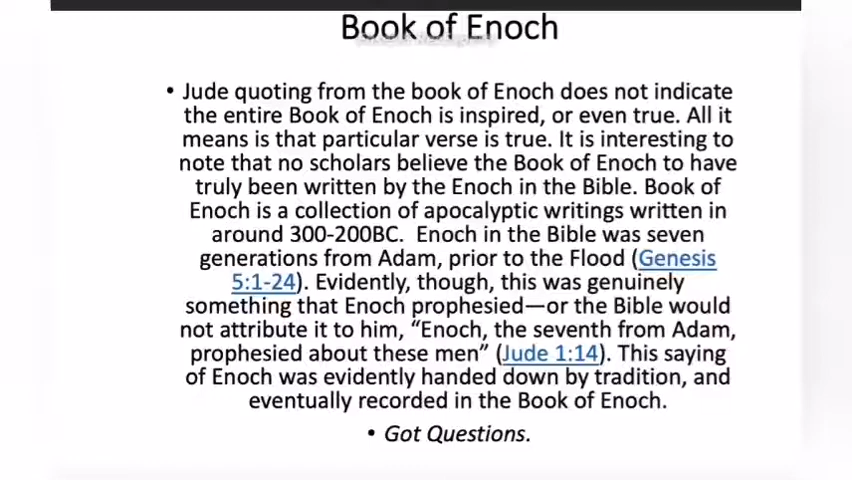 Book of Enoch
• Jude quoting from the book of Enoch does not indicate
the entire Book of Enoch is inspired, or even true. All it
means is that particular verse is true. It is interesting to
note that no scholars believe the Book of Enoch to have
truly been written by the Enoch in the Bible. Book of
Enoch is a collection of apocalyptic writings written in
around 300-200BC. Enoch in the Bible was seven
generations from Adam, prior to the Flood (Genesis
5:1-24). Evidently, though, this was genuinely
something that Enoch prophesied—or the Bible would
not attribute it to him, “Enoch, the seventh from Adam,
prophesied about these men” (Jude 1:14). This saying
of Enoch was evidently handed down by tradition, and
eventually recorded in the Book of Enoch.
• Got Questions.